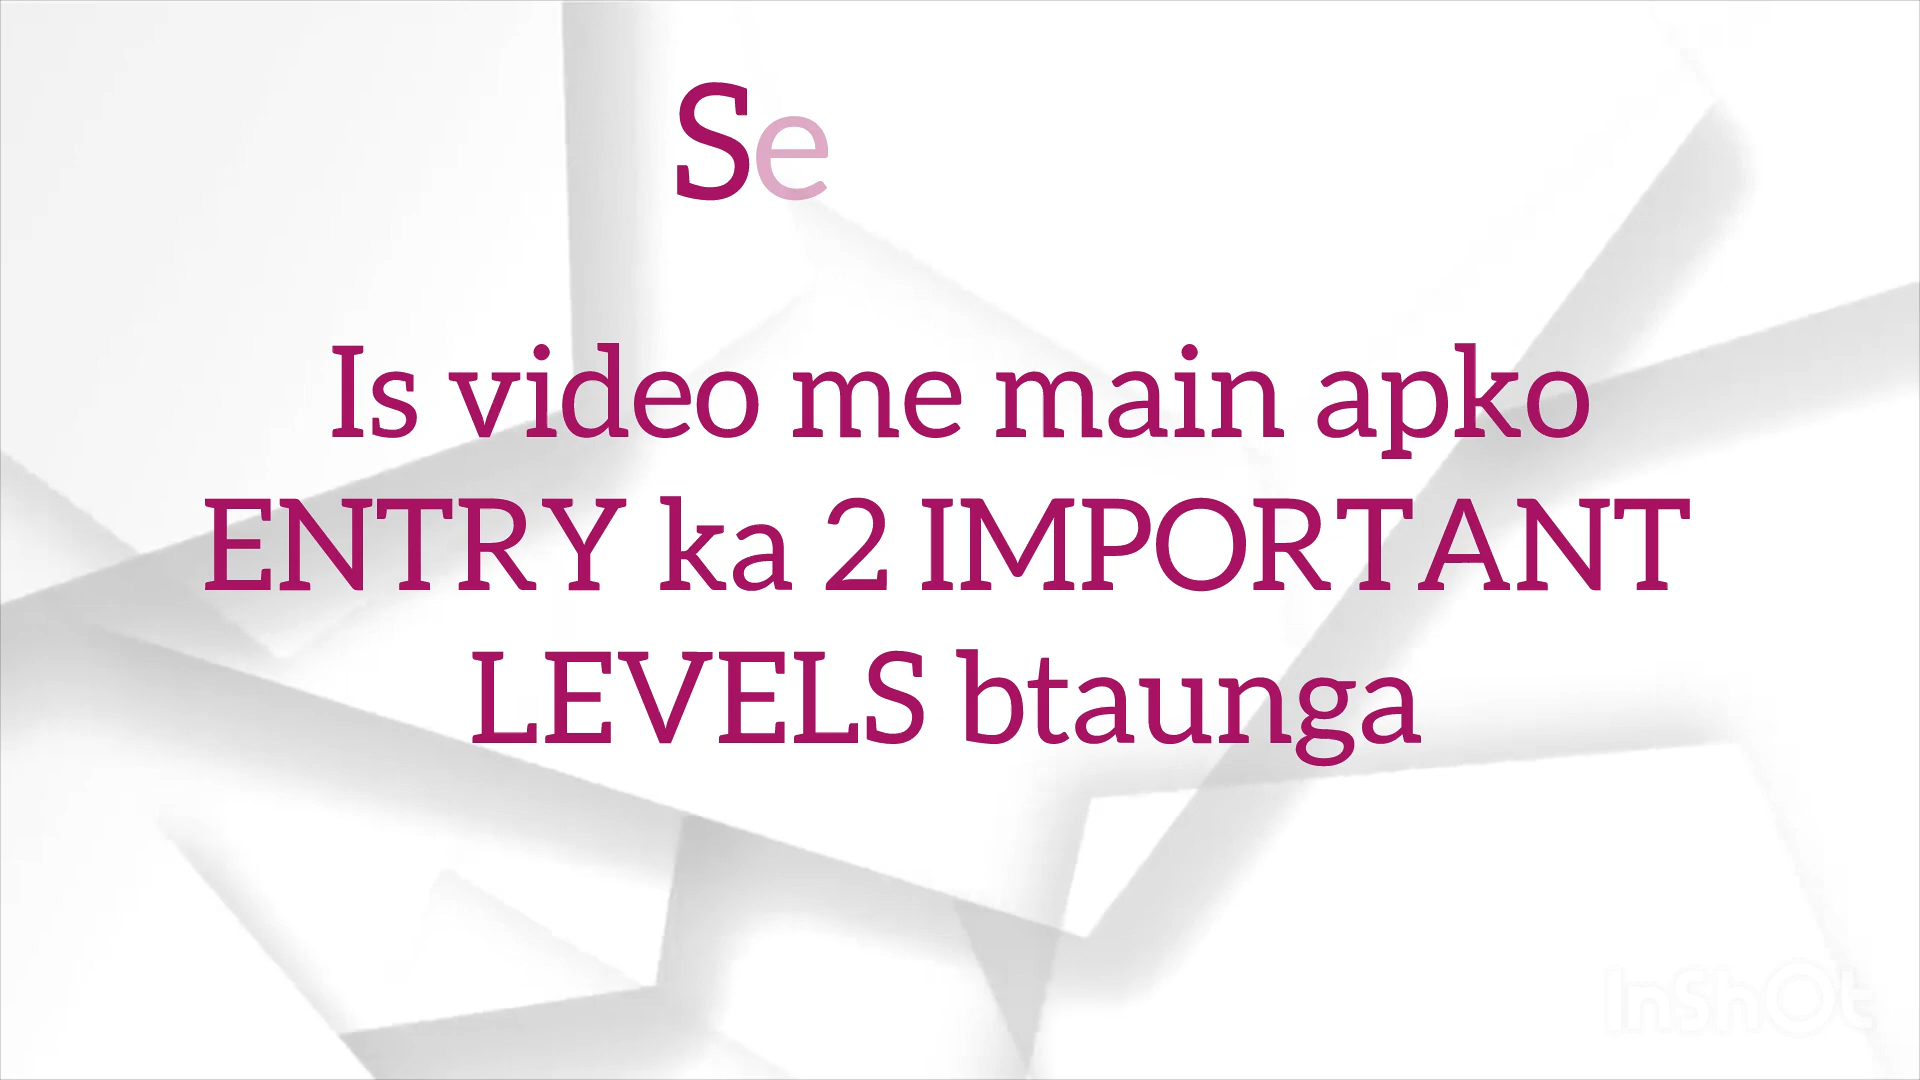 Se
Is video me main apko
ENTRY ka 2 IMPORTANT
LEVELS btaunga
InShOt